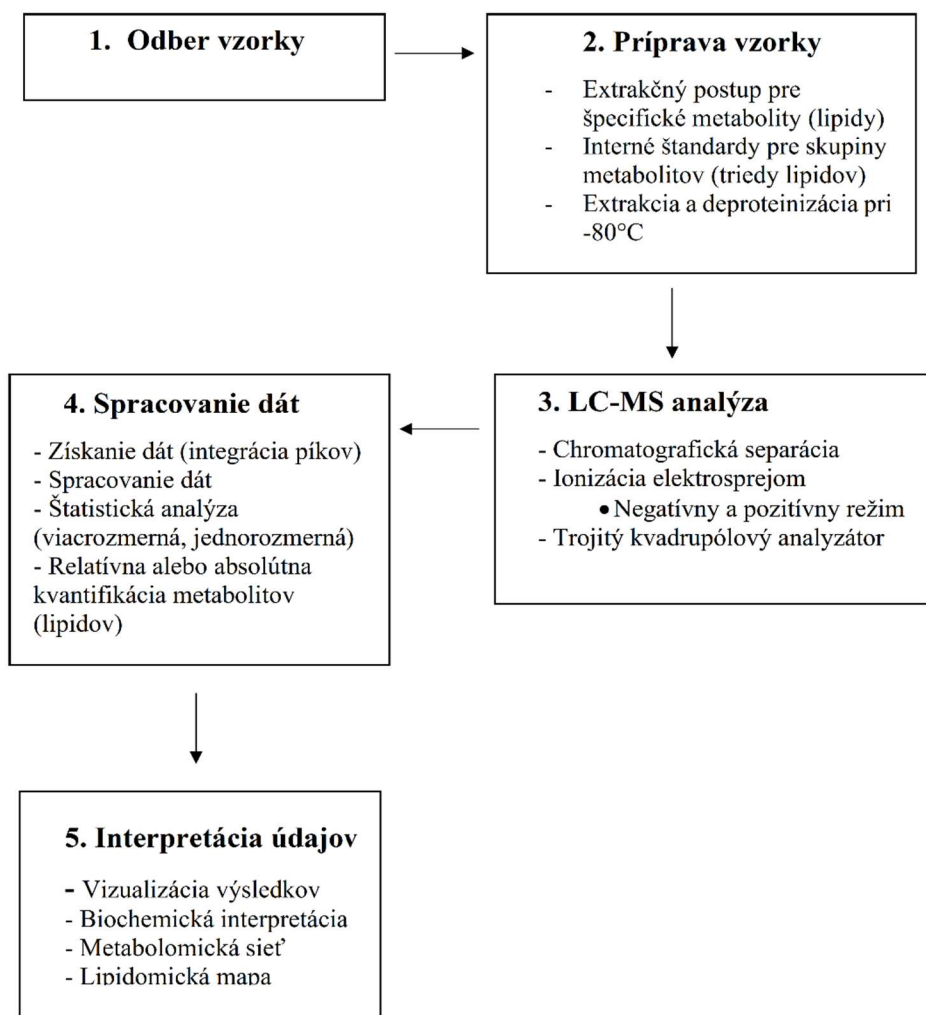 1. Odber vzorky
2. Príprava vzorky
- Extrakčný postup pre
špecifické metabolity (lipidy)
- Interné štandardy pre skupiny
metabolitov (triedy lipidov)
- Extrakcia a deproteinizácia pri
-80°C
3. LC-MS analýza
- Chromatografická separácia
- Ionizácia elektrosprejom
• Negatívny a pozitívny režim
- Trojitý kvadrupólový analyzátor
4. Spracovanie dát
- Získanie dát (integrácia píkov)
- Spracovanie dát
- Štatistická analýza
(viacrozmerná, jednorozmerná)
- Relatívna alebo absolútna
kvantifikácia metabolitov
(lipidov)
5. Interpretácia údajov
- Vizualizácia výsledkov
- Biochemická interpretácia
- Metabolomická sieť
- Lipidomická mapa